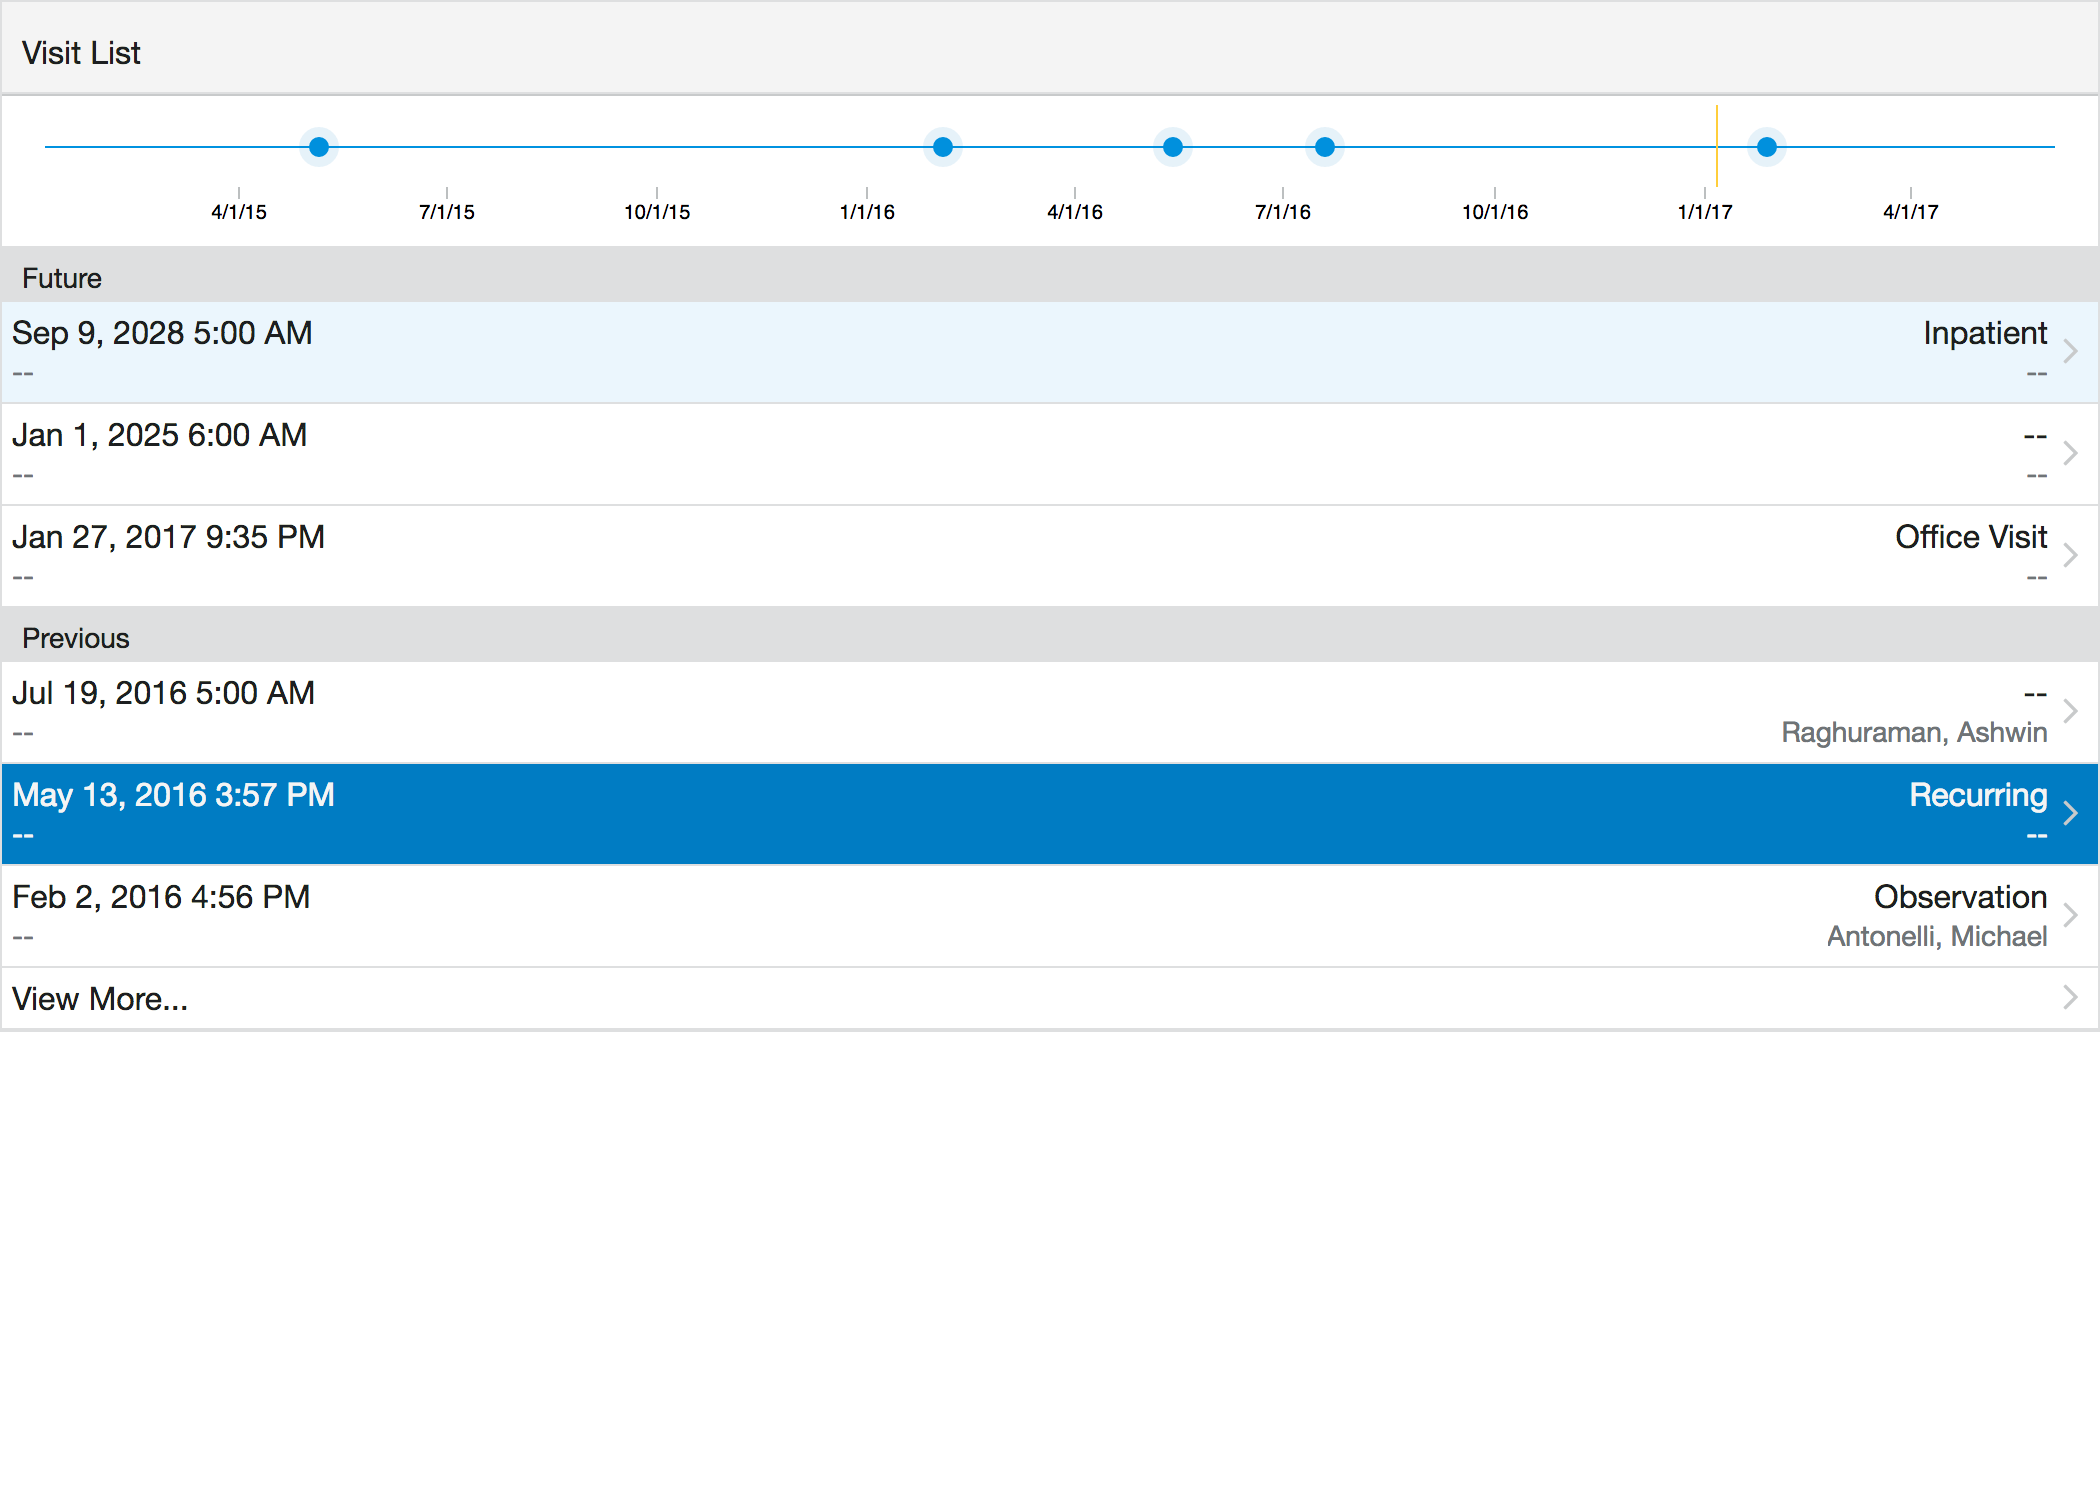 Visit List
4/1/15 7/1/15 10/1/15 1/1/16 4/1/16 7/1/16 10/1/16 1/1/17 4/1/17
Future
Sep 9, 2028 5:00 AM Inpatient
-- --
Jan 1, 2025 6:00 AM --
-- --
Jan 27, 2017 9:35 PM Office Visit
-- --
Previous
Jul 19, 2016 5:00 AM --
-- Raghuraman, Ashwin
May 13, 2016 3:57 PM Recurring
-- --
Feb 2, 2016 4:56 PM Observation
-- Antonelli, Michael
View More...